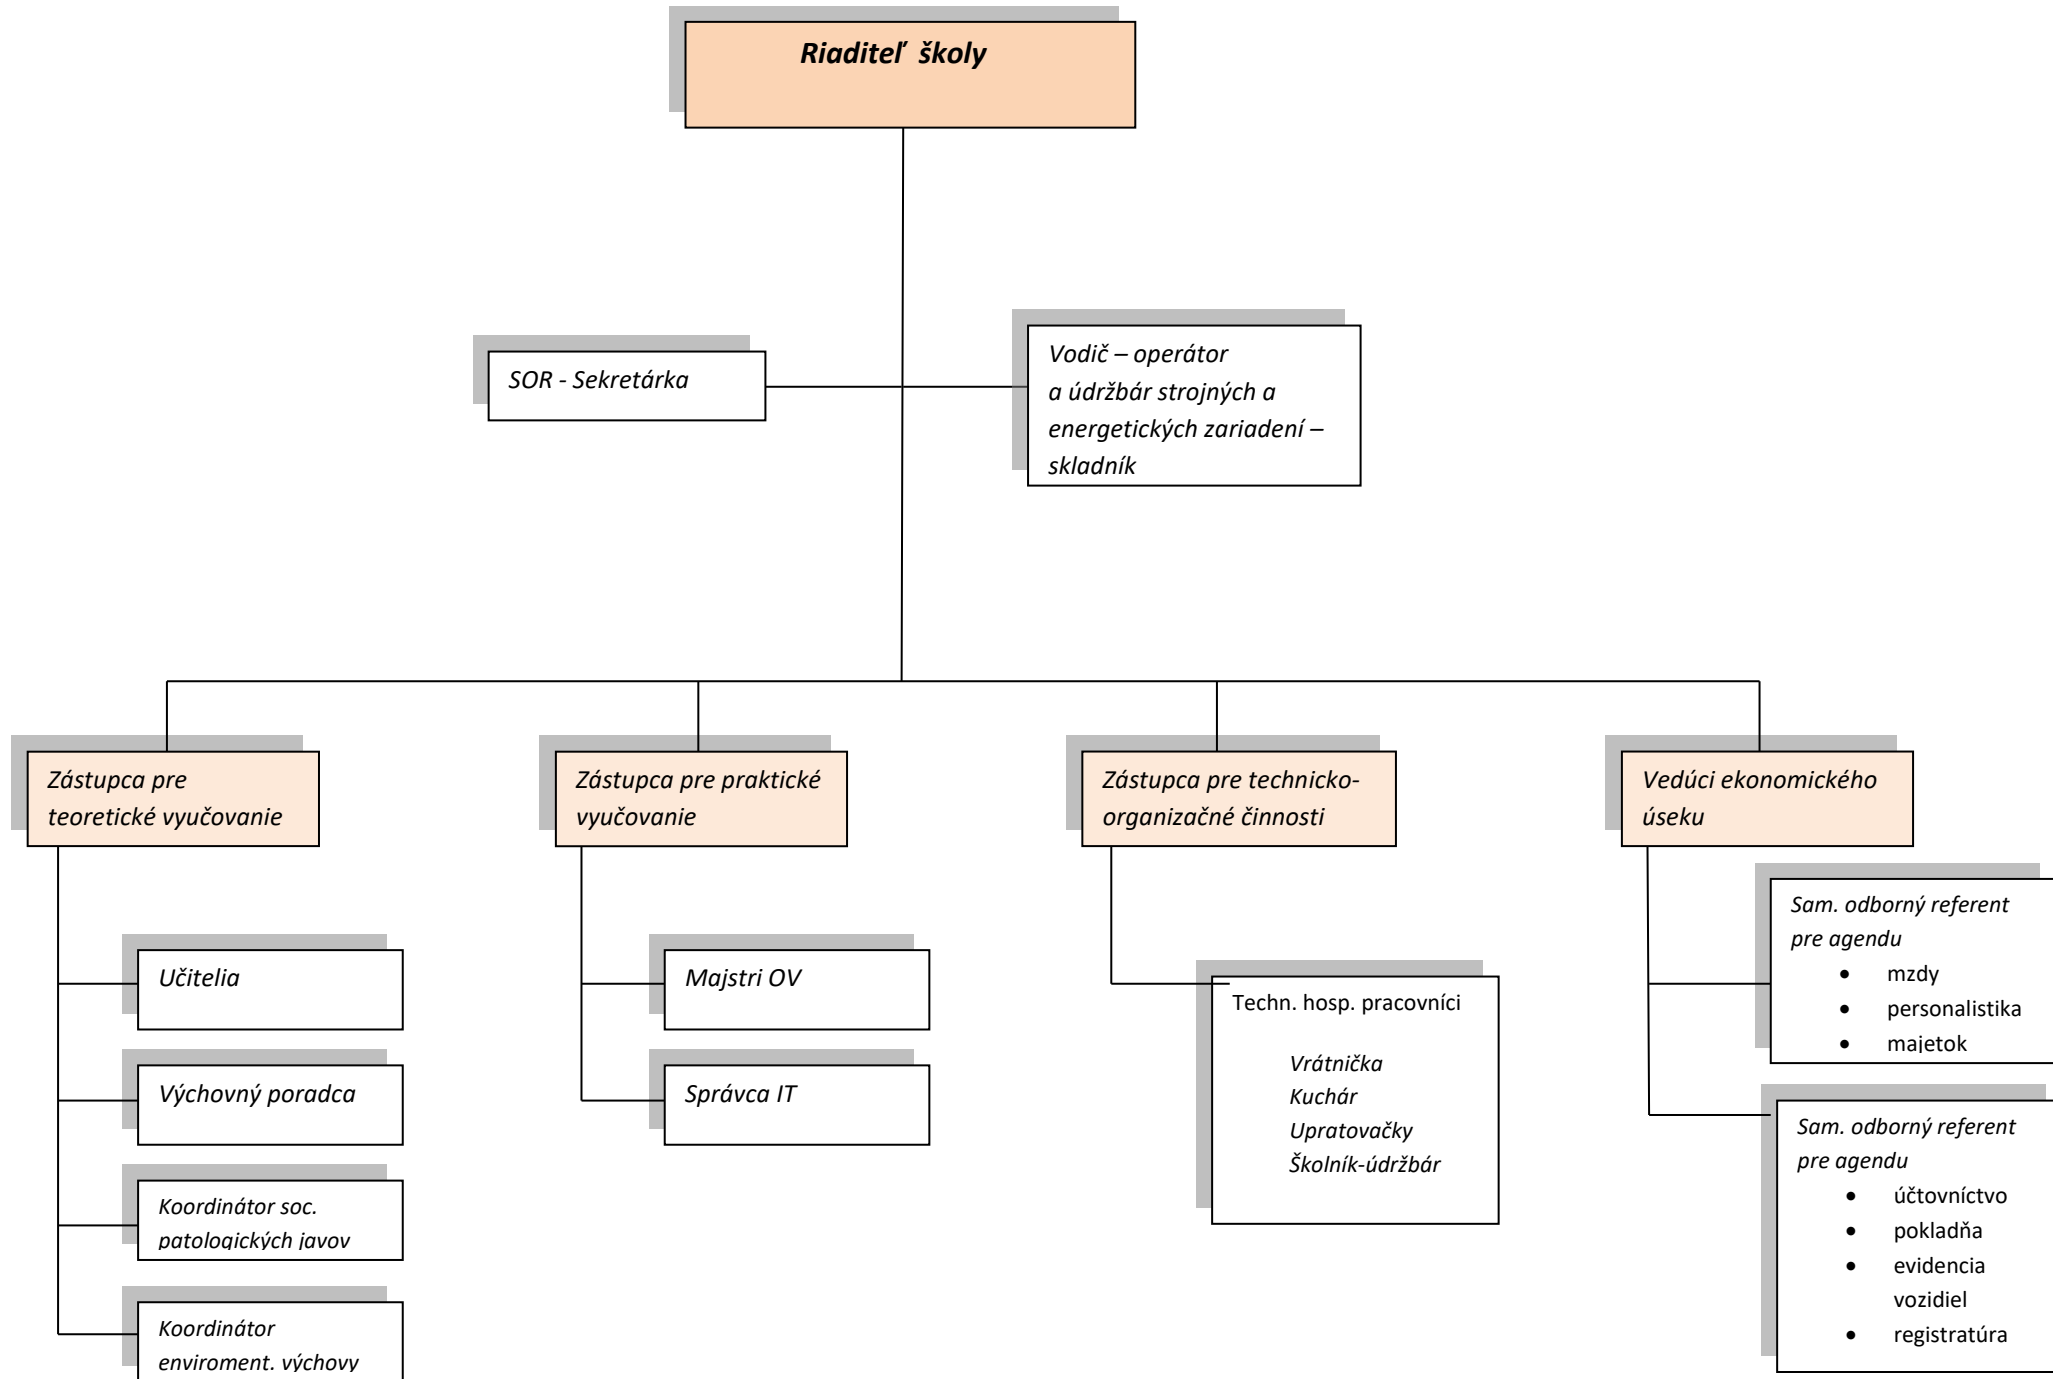 Riaditeľ školy
SOR - Sekretárka
Vodič – operátor
a údržbár strojných a
energetických zariadení –
skladník
Zástupca pre
teoretické vyučovanie
Učitelia
Výchovný poradca
Koordinátor soc.
patologických javov
Koordinátor
enviroment. výchovy
Zástupca pre praktické
vyučovanie
Majstri OV
Správca IT
Zástupca pre technicko-
organizačné činnosti
Techn. hosp. pracovníci
Vrátnička
Kuchár
Upratovačky
Školník-údržbár
Vedúci ekonomického
úseku
Sam. odborný referent
pre agendu
• mzdy
• personalistika
• majetok
Sam. odborný referent
pre agendu
• účtovníctvo
• pokladňa
• evidencia
vozidiel
• registratúra